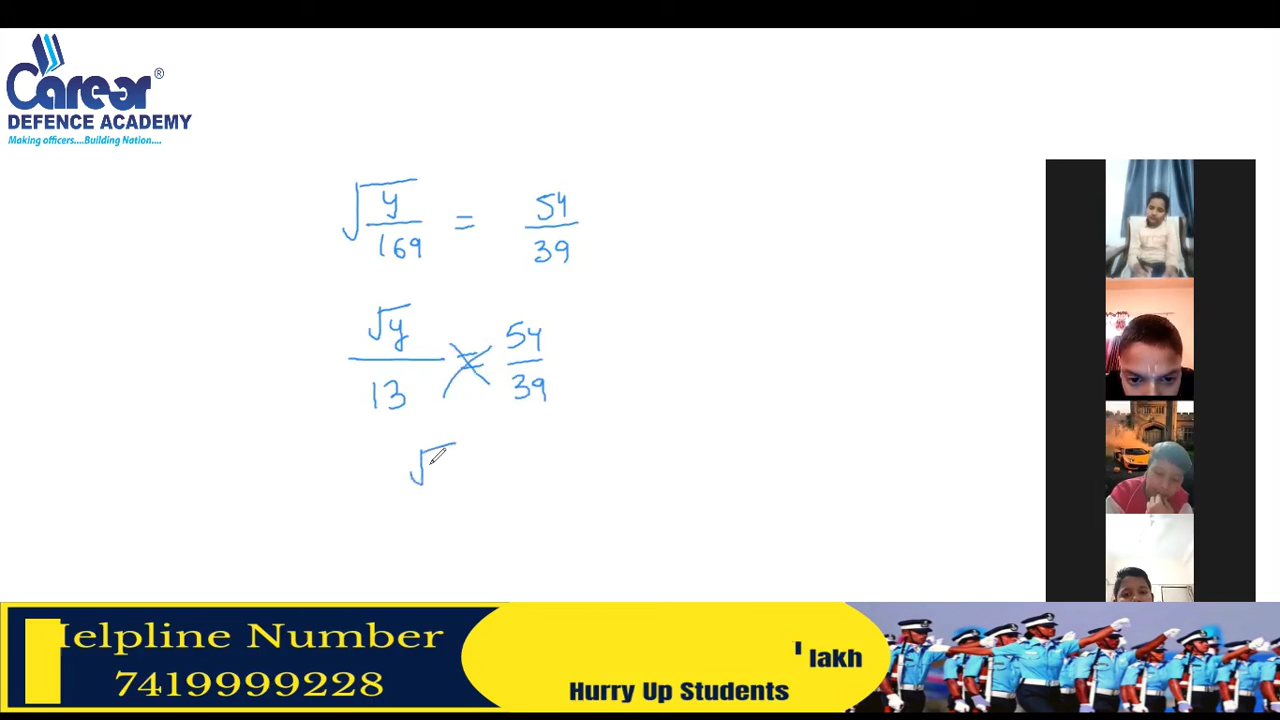 Carear®
DEFENCE ACADEMY
Making officers....Building Nation....
√(y/169) = 54/39
√y/13 = 54/39
√
Helpline Number
7419999228
lakh
Hurry Up Students